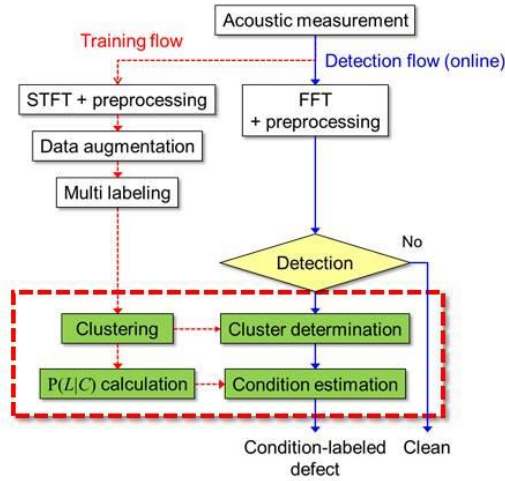 Acoustic measurement
Training flow
Detection flow (online)
STFT + preprocessing
FFT
+ preprocessing
Data augmentation
Multi labeling
No
Detection
Clustering
Cluster determination
P(L|C) calculation
Condition estimation
Condition-labeled
defect
Clean